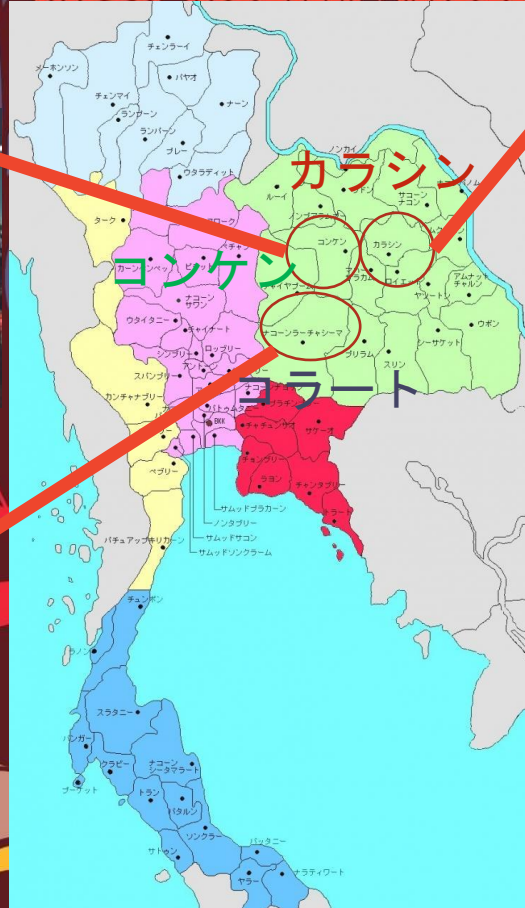 チェンラーイ
メーホンソン
パヤオ
チェンマイ
ナーン
ランプーン
ランパーン
プレー
ウタラディット
カラシン
ノンカイ
ルーイ
サコーン
ナコン
ターク
コンケン
カラシン
コンケン
ロイエット
ヤソートン
アムナット
チャルン
ナコーン
サワン
ウタイタニー
チャイナート
ナコーンラーチャシーマ
シーサケット
ウボン
シンブリー
ロッブリー
ブリラム
スリン
スパンブリー
アントーン
コラート
カンチャナブリー
パトゥムタニ
プラチンブリー
BKK
チャチュンサオ
サケーオ
ペブリー
チョンブリー
ラヨン
チャンタブリー
トラート
サムッドプラカーン
ノンタブリー
サムッドサコン
サムッドソンクラーム
パチュアップキリカーン
チュンポン
ラノン
スラタニー
パンガー
クラビー
ナコーン
シータマラート
プーケット
トラン
パタルン
ソンクラー
サトゥン
パッタニー
ヤラー
ナラティワート